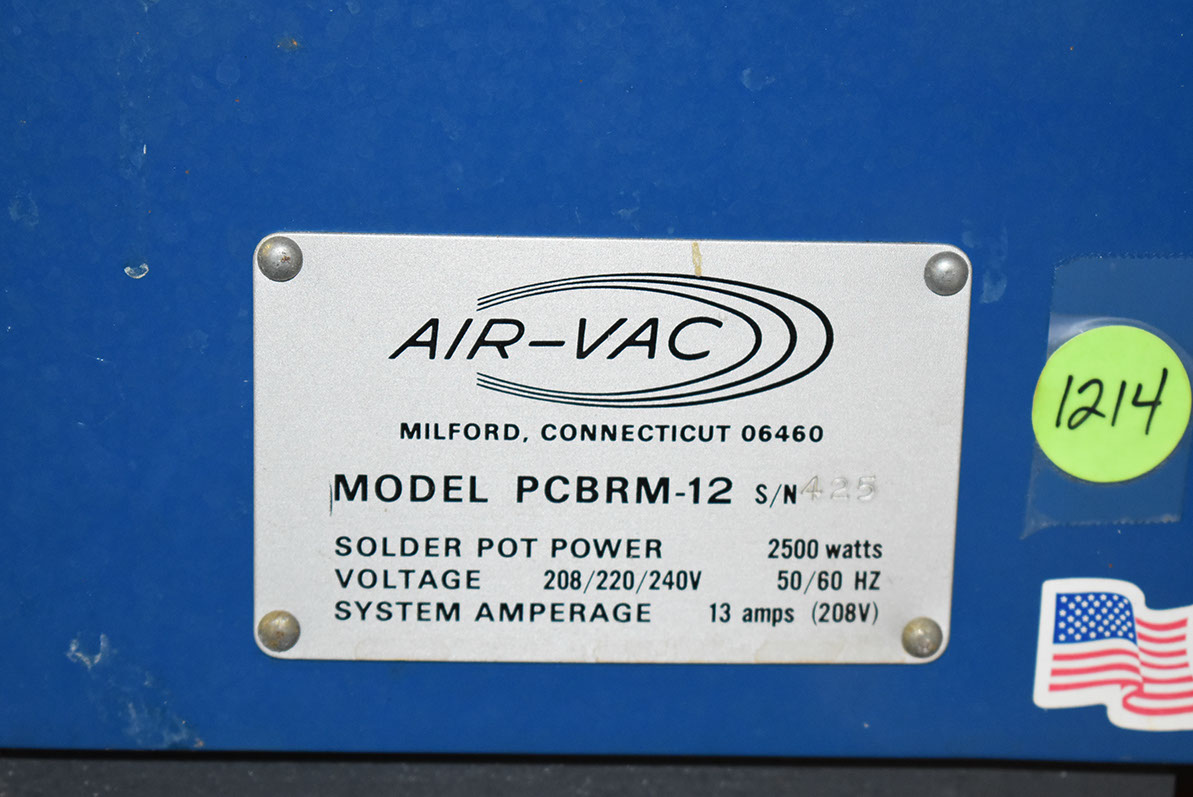 AIR-VAC
MILFORD, CONNECTICUT 06460
MODEL PCBRM-12 S/N 425
SOLDER POT POWER 2500 watts
VOLTAGE 208/220/240V 50/60 HZ
SYSTEM AMPERAGE 13 amps (208V)
1214